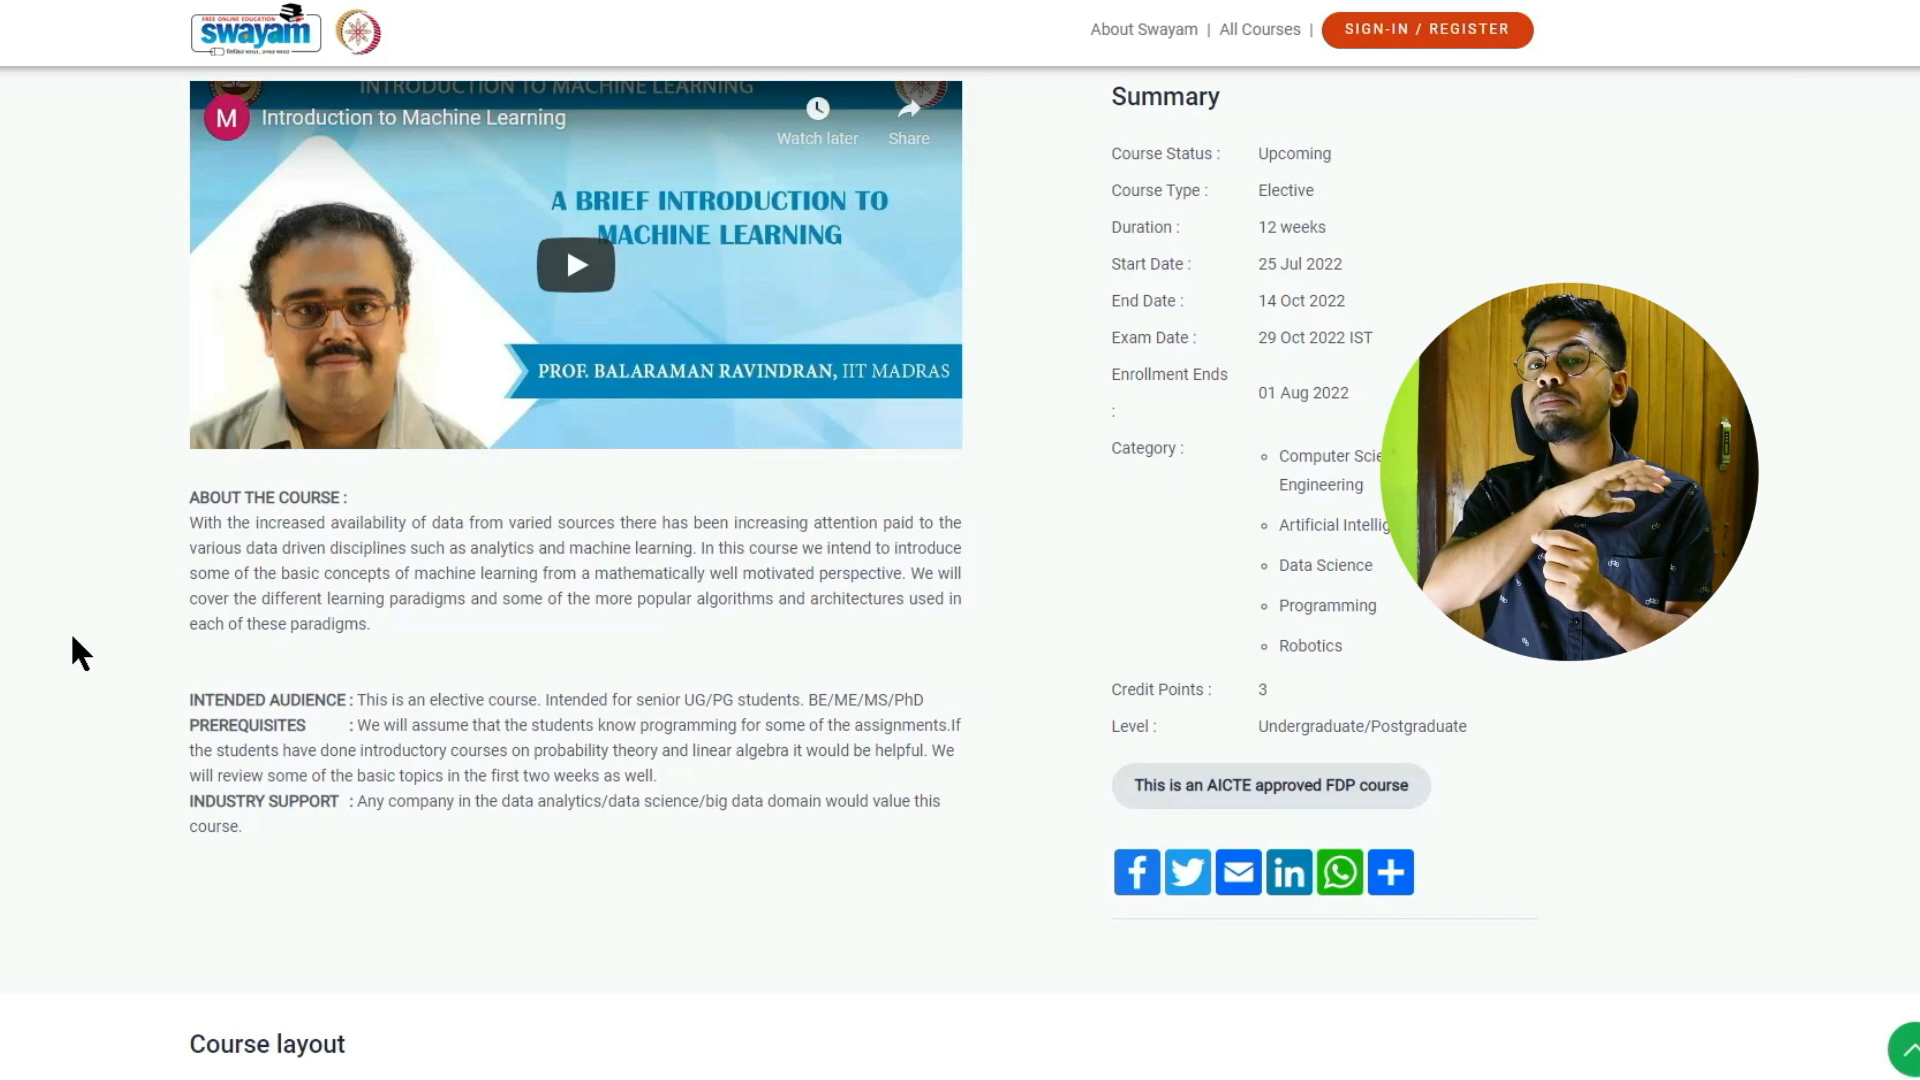 FREE ONLINE EDUCATION
swayam
About Swayam | All Courses | SIGN-IN / REGISTER
INTRODUCTION TO MACHINE LEARNING
M Introduction to Machine Learning
Watch later Share
A BRIEF INTRODUCTION TO
MACHINE LEARNING
PROF. BALARAMAN RAVINDRAN, IIT MADRAS
ABOUT THE COURSE :
With the increased availability of data from varied sources there has been increasing attention paid to the
various data driven disciplines such as analytics and machine learning. In this course we intend to introduce
some of the basic concepts of machine learning from a mathematically well motivated perspective. We will
cover the different learning paradigms and some of the more popular algorithms and architectures used in
each of these paradigms.
INTENDED AUDIENCE : This is an elective course. Intended for senior UG/PG students. BE/ME/MS/PhD
PREREQUISITES : We will assume that the students know programming for some of the assignments.If
the students have done introductory courses on probability theory and linear algebra it would be helpful. We
will review some of the basic topics in the first two weeks as well.
INDUSTRY SUPPORT : Any company in the data analytics/data science/big data domain would value this
course.
Summary
Course Status : Upcoming
Course Type : Elective
Duration : 12 weeks
Start Date : 25 Jul 2022
End Date : 14 Oct 2022
Exam Date : 29 Oct 2022 IST
Enrollment Ends
: 01 Aug 2022
Category :
Computer Scie
Engineering
Artificial Intellig
Data Science
Programming
Robotics
Credit Points : 3
Level : Undergraduate/Postgraduate
This is an AICTE approved FDP course
Course layout